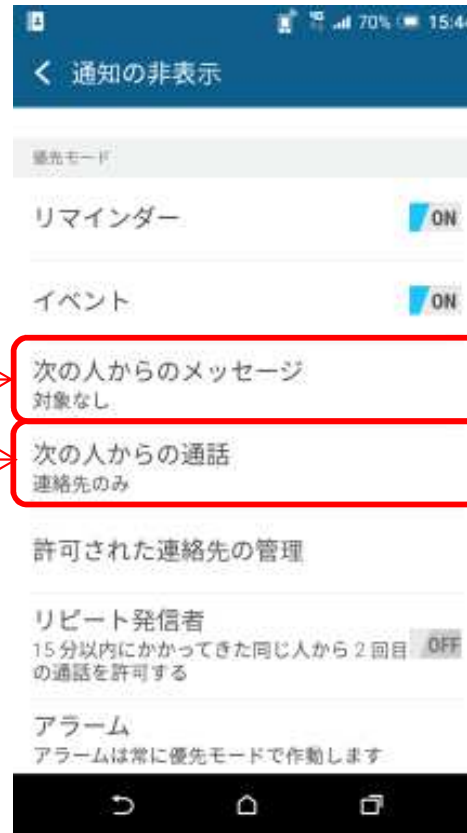 70% 15:44
通知の非表示
優先モード
リマインダー ON
イベント ON
次の人からのメッセージ
対象なし
次の人からの通話
連絡先のみ
許可された連絡先の管理
リピート発信者
15分以内にかかってきた同じ人から2回目 OFF
の通話を許可する
アラーム
アラームは常に優先モードで作動します